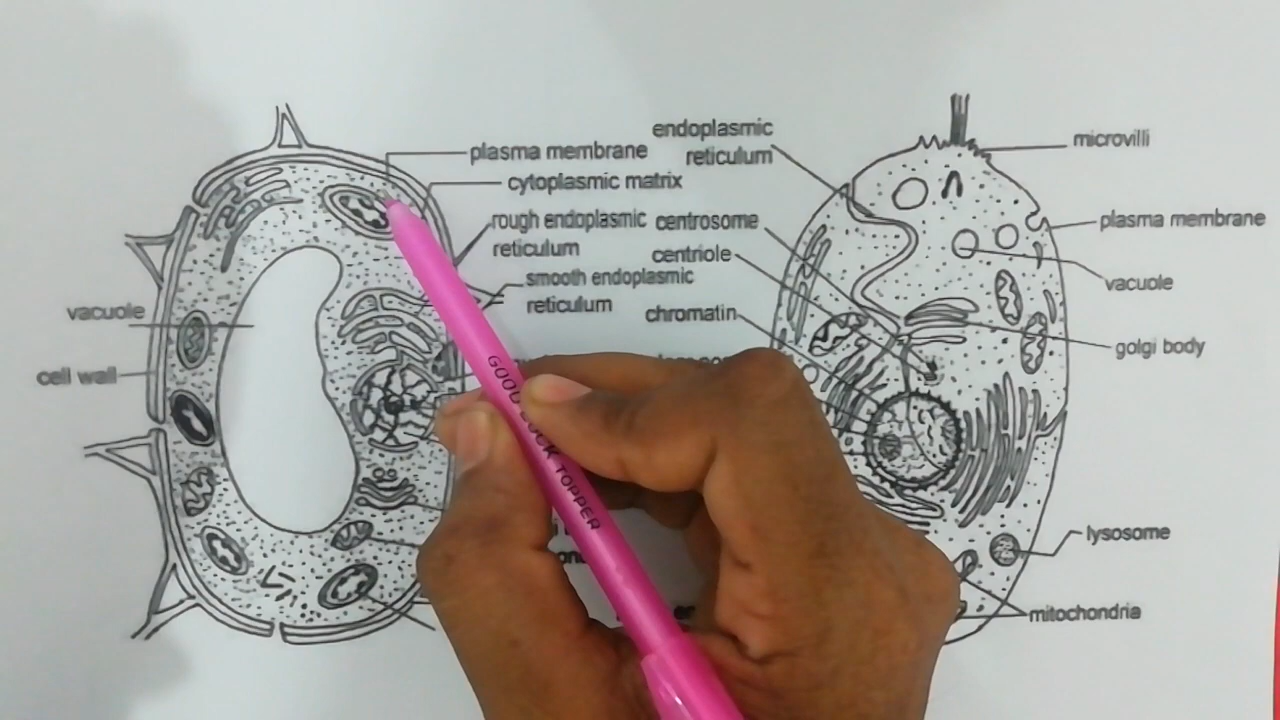 plasma membrane
cytoplasmic matrix
rough endoplasmic
reticulum
smooth endoplasmic
reticulum
vacuole
cell wall
endoplasmic
reticulum
centrosome
centriole
chromatin
microvilli
plasma membrane
vacuole
golgi body
lysosome
mitochondria
GOOD LUCK TOPPER